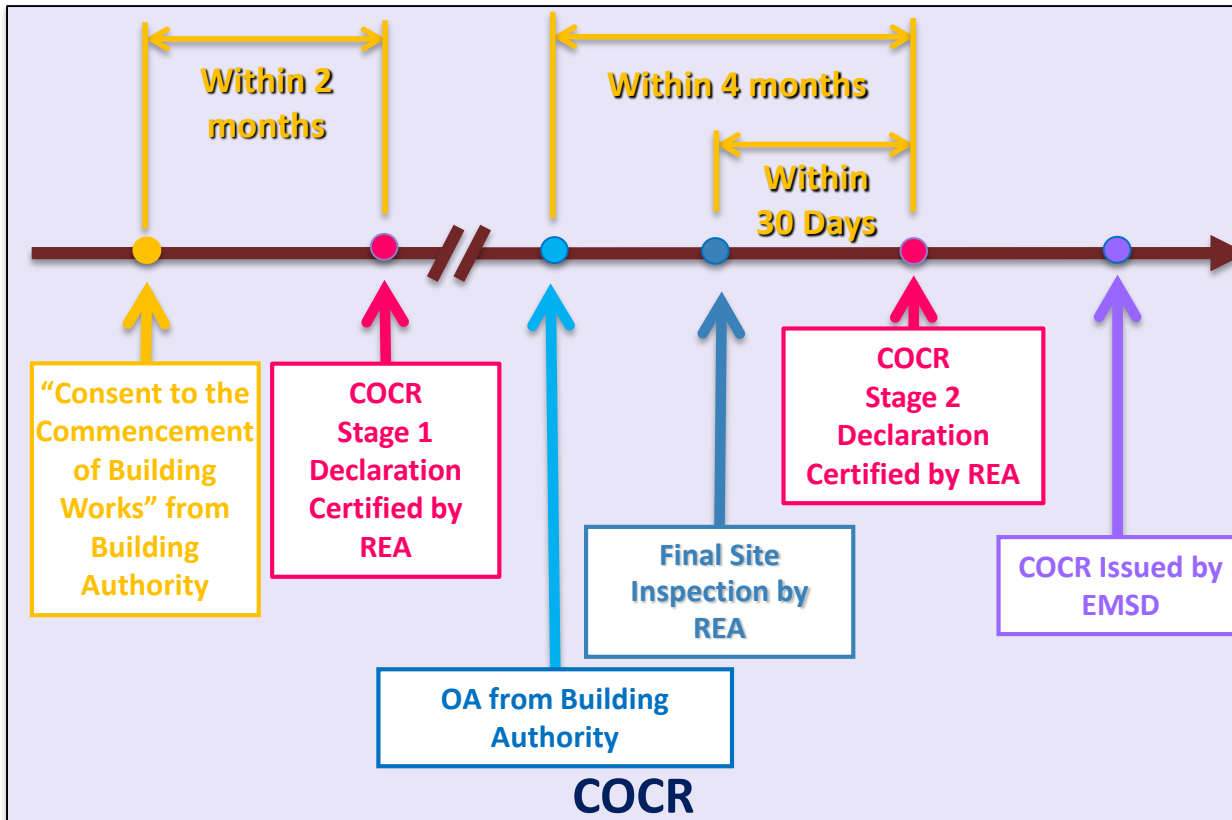 Within 2
months
Within 4 months
Within
30 Days
“Consent to the
Commencement
of Building
Works” from
Building
Authority
COCR
Stage 1
Declaration
Certified by
REA
OA from Building
Authority
Final Site
Inspection by
REA
COCR
Stage 2
Declaration
Certified by REA
COCR Issued by
EMSD
COCR